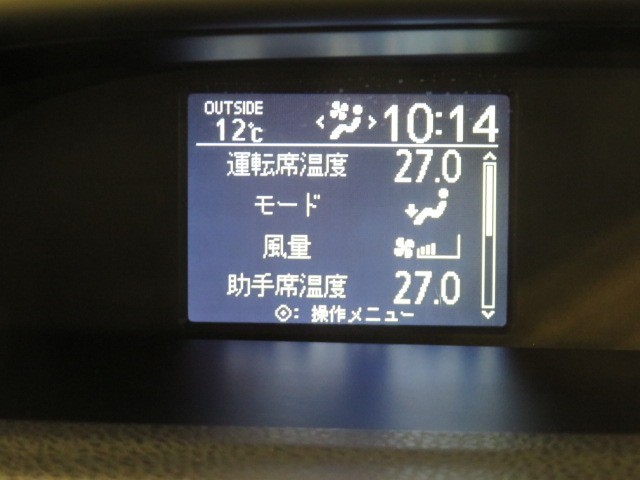 OUTSIDE
12℃ 10:14
運転席温度 27.0
モード
風量
助手席温度 27.0
: 操作メニュー